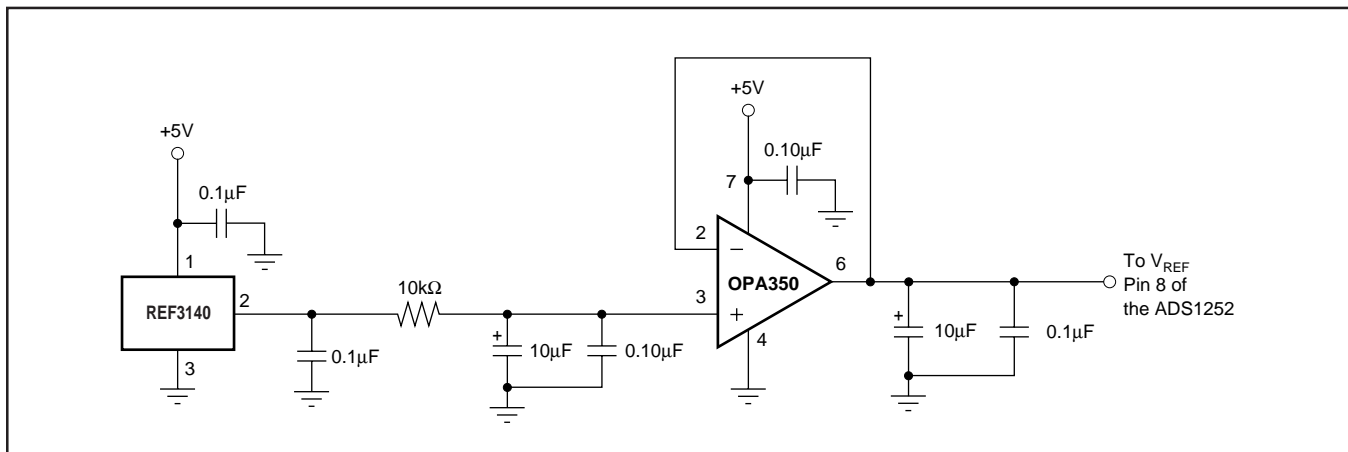 +5V
0.1µF
1
REF3140
2
3
0.1µF
10kΩ
+
10µF
0.10µF
+5V
7
0.10µF
2
−
OPA350
3
+
4
6
+
10µF
0.1µF
To VREF
Pin 8 of
the ADS1252